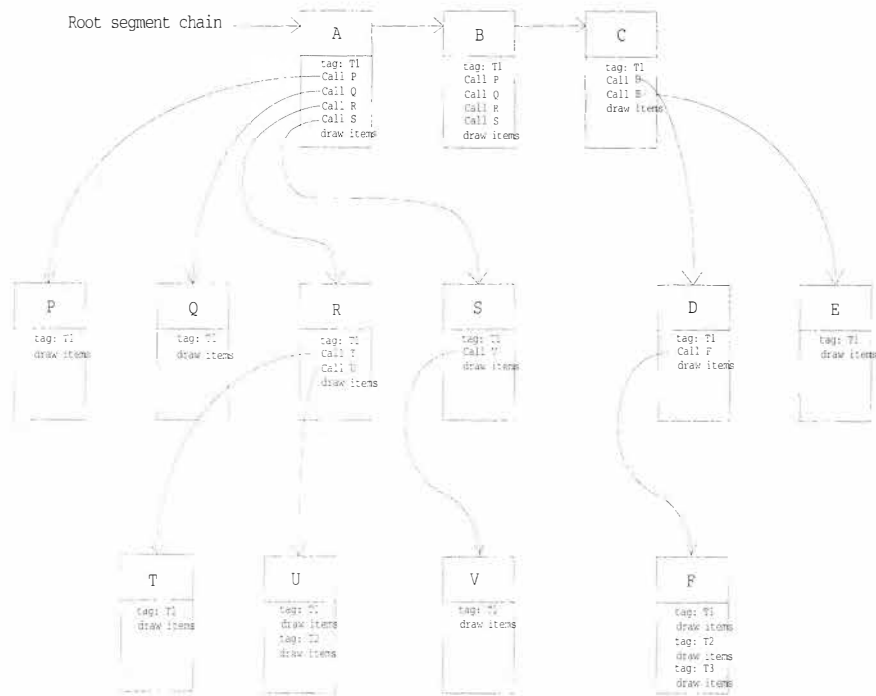 Root segment chain
A
B
C
tag: T1
Call P
Call Q
Call R
Call S
draw items
tag: T1
Call P
Call Q
Call R
Call S
draw items
tag: T1
Call
Call
draw items
P
Q
R
S
D
E
tag: T1
draw items
tag: T1
draw items
tag: T1
Call T
Call U
draw items
tag: T1
Call V
draw items
tag: T1
Call F
draw items
tag: T1
draw items
T
U
V
F
tag: T1
draw items
tag: T1
draw items
tag: T2
draw items
tag:
draw items
tag: T1
draw items
tag: T2
tag: T3
draw items